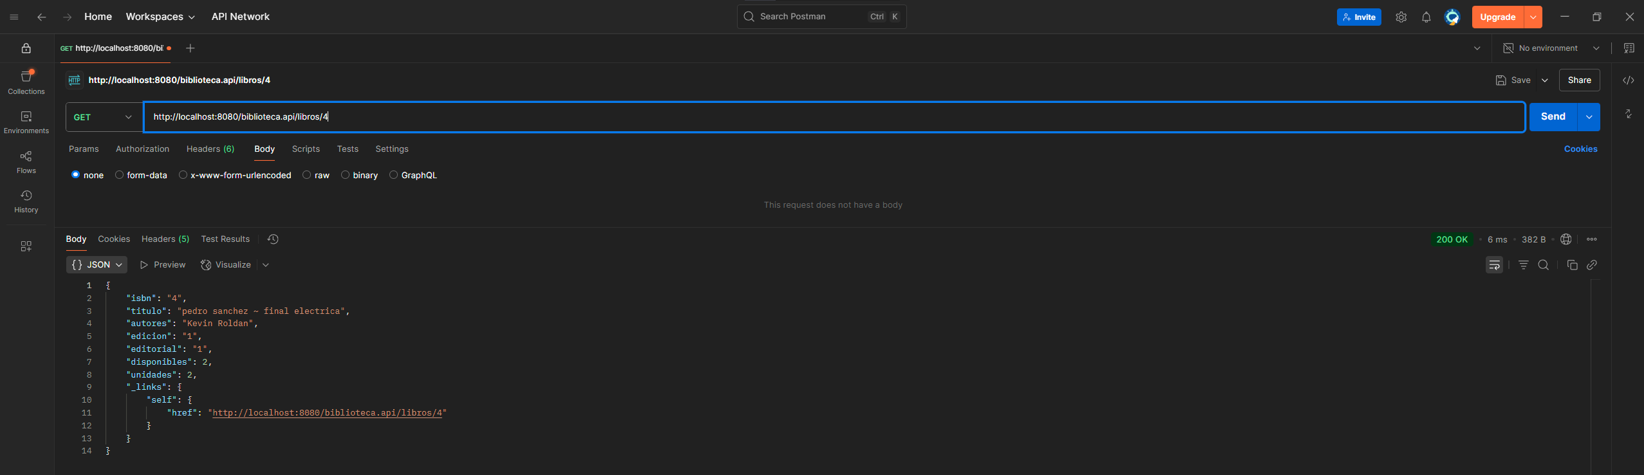 Home Workspaces API Network Search Postman Ctrl K Invite Upgrade
GET http://localhost:8080/bi No environment
http://localhost:8080/biblioteca.api/libros/4 Save Share
Collections
GET http://localhost:8080/biblioteca.api/libros/4 Send
Environments
Params Authorization Headers (6) Body Scripts Tests Settings Cookies
Flows
none form-data x-www-form-urlencoded raw binary GraphQL
History
This request does not have a body
Body Cookies Headers (5) Test Results 200 OK • 6 ms • 382 B
{} JSON Preview Visualize
1 {
2 "isbn": "4",
3 "titulo": "pedro sanchez ~ final electrica",
4 "autores": "Kevin Roldan",
5 "edicion": "1",
6 "editorial": "1",
7 "disponibles": 2,
8 "unidades": 2,
9 "_links": {
10 "self": {
11 "href": "http://localhost:8080/biblioteca.api/libros/4"
12 }
13 }
14 }